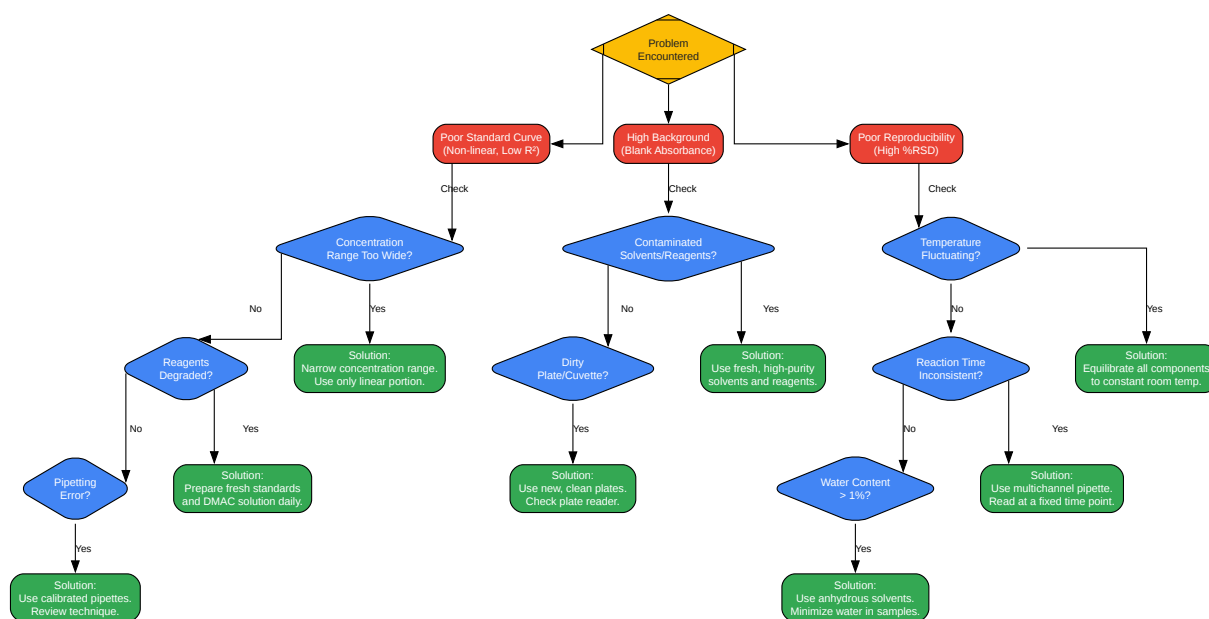 Problem
Encountered
Poor Standard Curve
(Non-linear, Low R²)
High Background
(Blank Absorbance)
Poor Reproducibility
(High %RSD)
Check
Check
Check
Concentration
Range Too Wide?
Contaminated
Solvents/Reagents?
Temperature
Fluctuating?
No
Yes
No
Yes
No
Yes
Reagents
Degraded?
Solution:
Narrow concentration range.
Use only linear portion.
Dirty
Plate/Cuvette?
Solution:
Use fresh, high-purity
solvents and reagents.
Reaction Time
Inconsistent?
Solution:
Equilibrate all components
to constant room temp.
No
Yes
Yes
No
Yes
Pipetting
Error?
Solution:
Prepare fresh standards
and DMAC solution daily.
Solution:
Use new, clean plates.
Check plate reader.
Water Content
> 1%?
Solution:
Use multichannel pipette.
Read at a fixed time point.
Yes
Yes
Solution:
Use calibrated pipettes.
Review technique.
Solution:
Use anhydrous solvents.
Minimize water in samples.